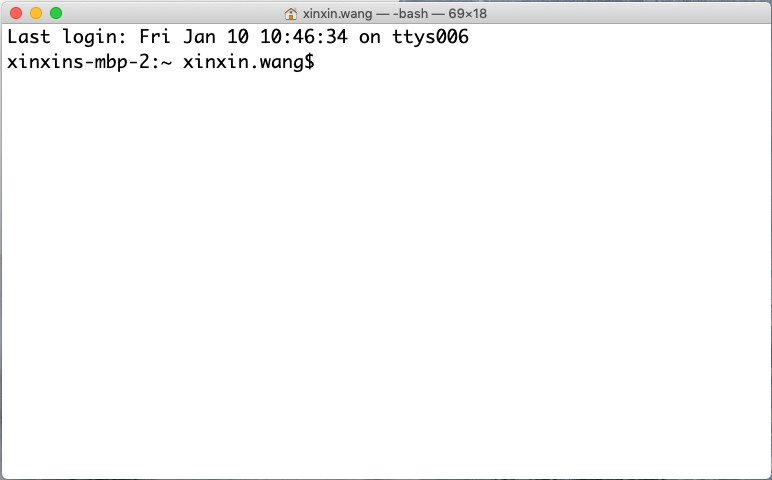 xinxin.wang — -bash — 69×18
Last login: Fri Jan 10 10:46:34 on ttys006
xinxins-mbp-2:~ xinxin.wang$